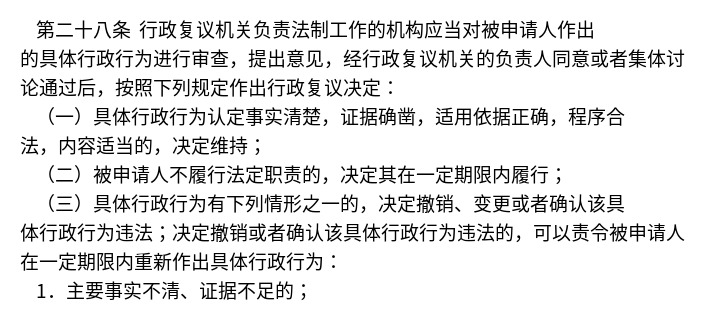 第二十八条 行政复议机关负责法制工作的机构应当对被申请人作出
的具体行政行为进行审查，提出意见，经行政复议机关的负责人同意或者集体讨
论通过后，按照下列规定作出行政复议决定：
（一）具体行政行为认定事实清楚，证据确凿，适用依据正确，程序合
法，内容适当的，决定维持；
（二）被申请人不履行法定职责的，决定其在一定期限内履行；
（三）具体行政行为有下列情形之一的，决定撤销、变更或者确认该具
体行政行为违法；决定撤销或者确认该具体行政行为违法的，可以责令被申请人
在一定期限内重新作出具体行政行为：
1．主要事实不清、证据不足的；